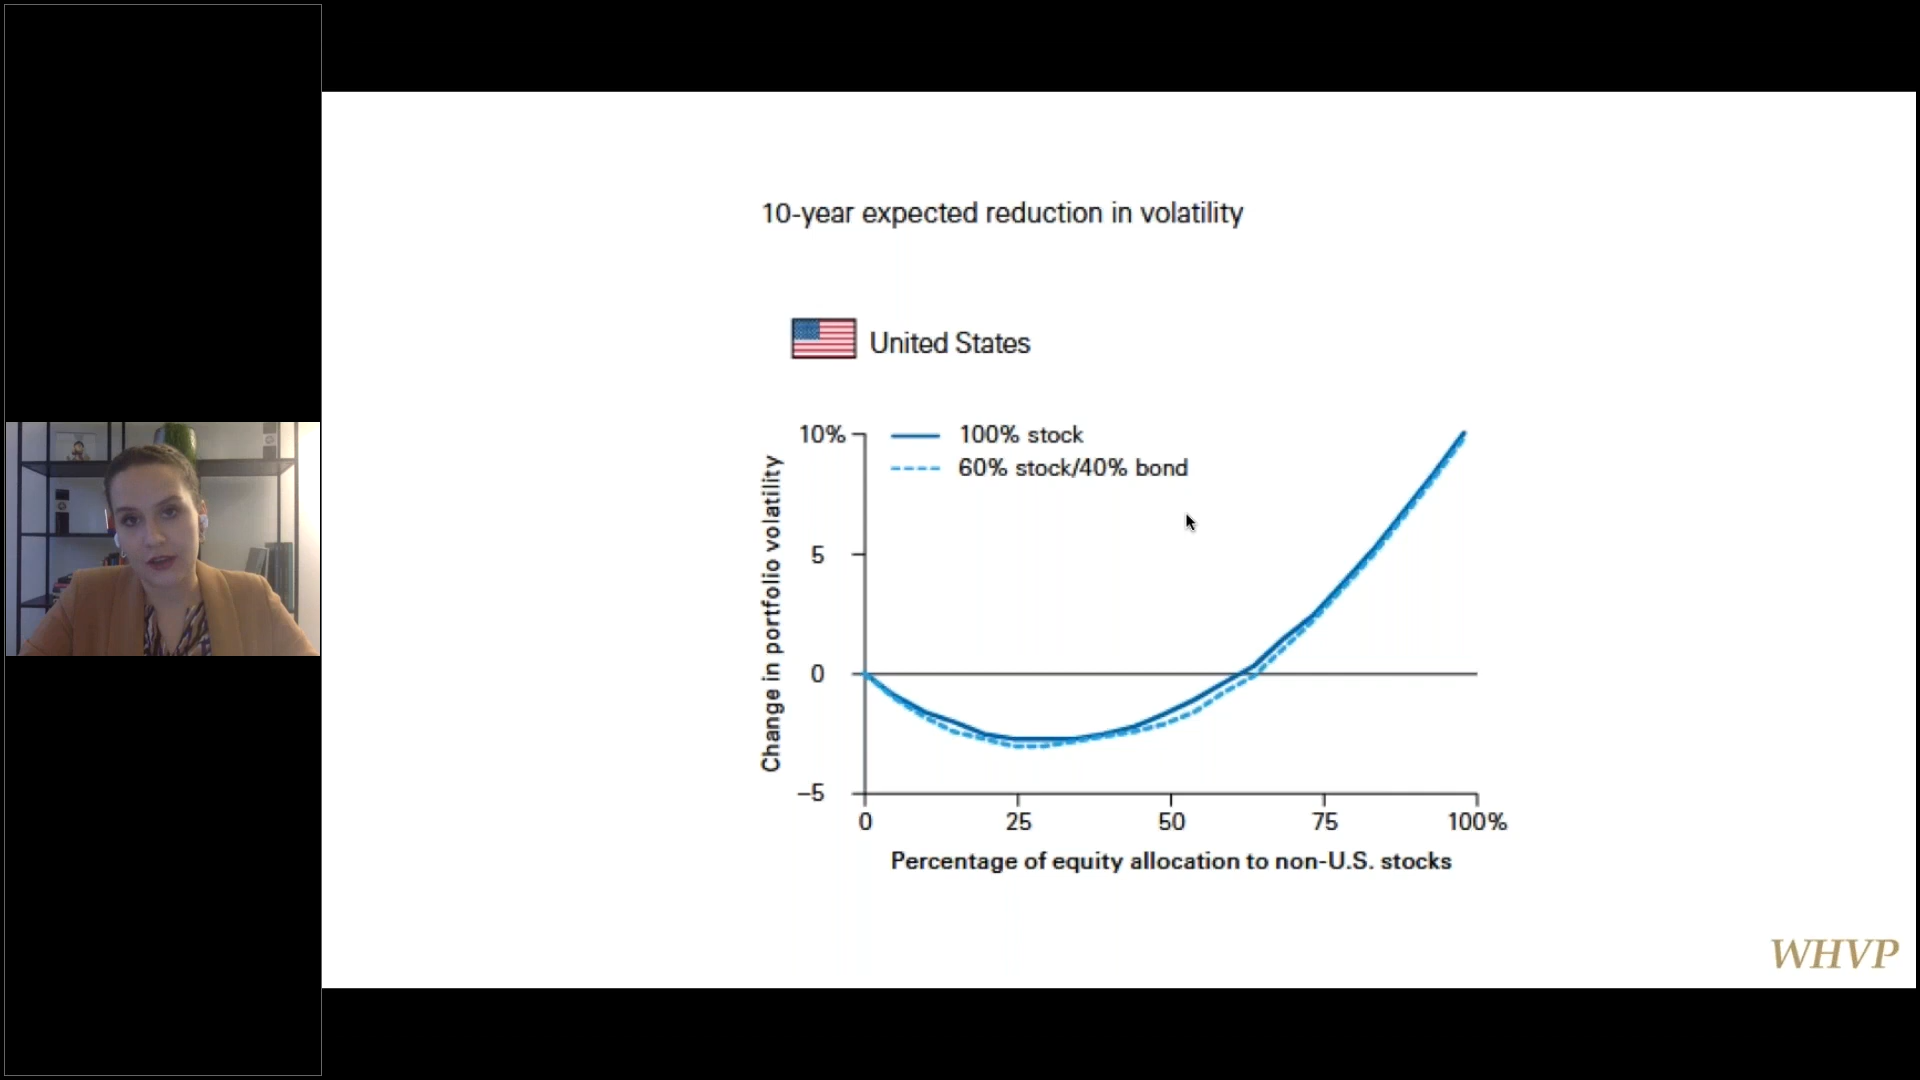 10-year expected reduction in volatility
United States
100% stock
60% stock/40% bond
Change in portfolio volatility
10%
5
0
–5
0 25 50 75 100%
Percentage of equity allocation to non-U.S. stocks
WHVP